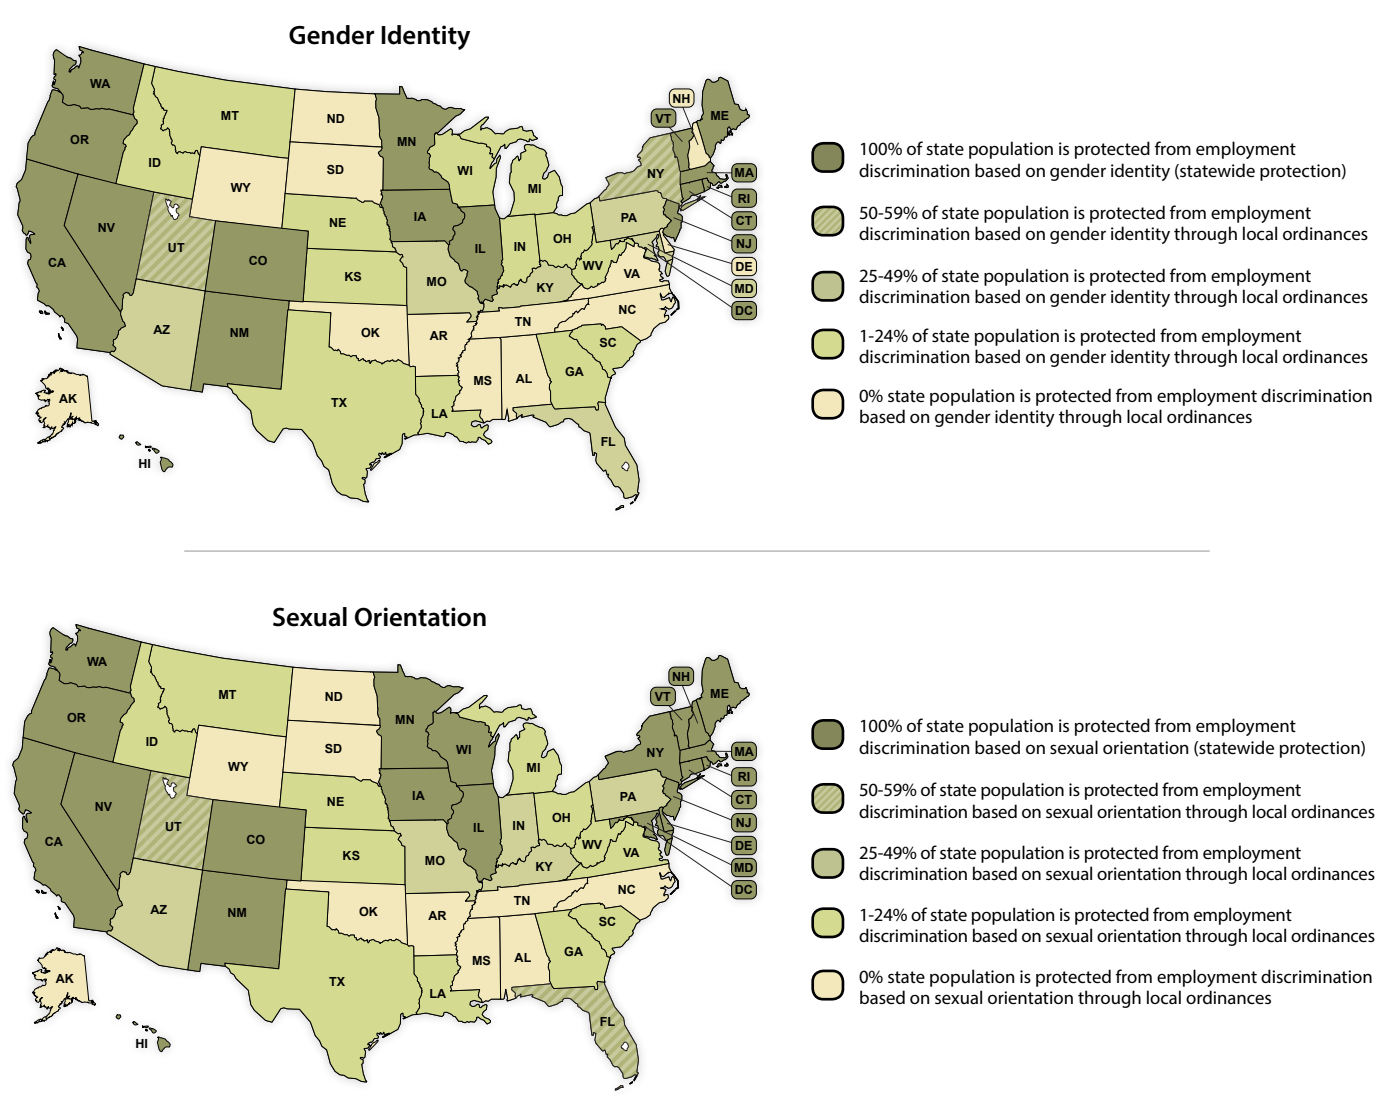 Gender Identity
WA
OR
CA
NV
ID
MT
WY
UT
CO
AZ
NM
ND
SD
NE
KS
OK
TX
MN
IA
MO
AR
LA
WI
IL
MI
IN
OH
KY
TN
MS
AL
GA
FL
SC
NC
VA
WV
PA
NY
VT
NH
ME
MA
RI
CT
NJ
DE
MD
DC
AK
HI
100% of state population is protected from employment
discrimination based on gender identity (statewide protection)
50-59% of state population is protected from employment
discrimination based on gender identity through local ordinances
25-49% of state population is protected from employment
discrimination based on gender identity through local ordinances
1-24% of state population is protected from employment
discrimination based on gender identity through local ordinances
0% state population is protected from employment discrimination
based on gender identity through local ordinances
Sexual Orientation
WA
OR
CA
NV
ID
MT
WY
UT
CO
AZ
NM
ND
SD
NE
KS
OK
TX
MN
IA
MO
AR
LA
WI
IL
MI
IN
OH
KY
TN
MS
AL
GA
FL
SC
NC
VA
WV
PA
NY
VT
NH
ME
MA
RI
CT
NJ
DE
MD
DC
AK
HI
100% of state population is protected from employment
discrimination based on sexual orientation (statewide protection)
50-59% of state population is protected from employment
discrimination based on sexual orientation through local ordinances
25-49% of state population is protected from employment
discrimination based on sexual orientation through local ordinances
1-24% of state population is protected from employment
discrimination based on sexual orientation through local ordinances
0% state population is protected from employment discrimination
based on sexual orientation through local ordinances